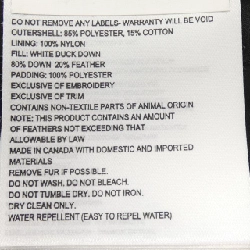 DO NOT REMOVE ANY LABELS- WARRANTY WILL BE VOID
OUTERSHELL: 85% POLYESTER, 15% COTTON
LINING: 100% NYLON
FILL: WHITE DUCK DOWN
80% DOWN 20% FEATHER
PADDING: 100% POLYESTER
EXCLUSIVE OF EMBROIDERY
EXCLUSIVE OF TRIM
CONTAINS NON-TEXTILE PARTS OF ANIMAL ORIGIN
NOTE: THIS PRODUCT CONTAINS AN AMOUNT
OF FEATHERS NOT EXCEEDING THAT
ALLOWABLE BY LAW
MADE IN CANADA WITH DOMESTIC AND IMPORTED
MATERIALS
REMOVE FUR IF POSSIBLE.
DO NOT WASH. DO NOT BLEACH.
DO NOT TUMBLE DRY. DO NOT IRON.
DRY CLEAN ONLY.
WATER REPELLENT (EASY TO REPEL WATER)